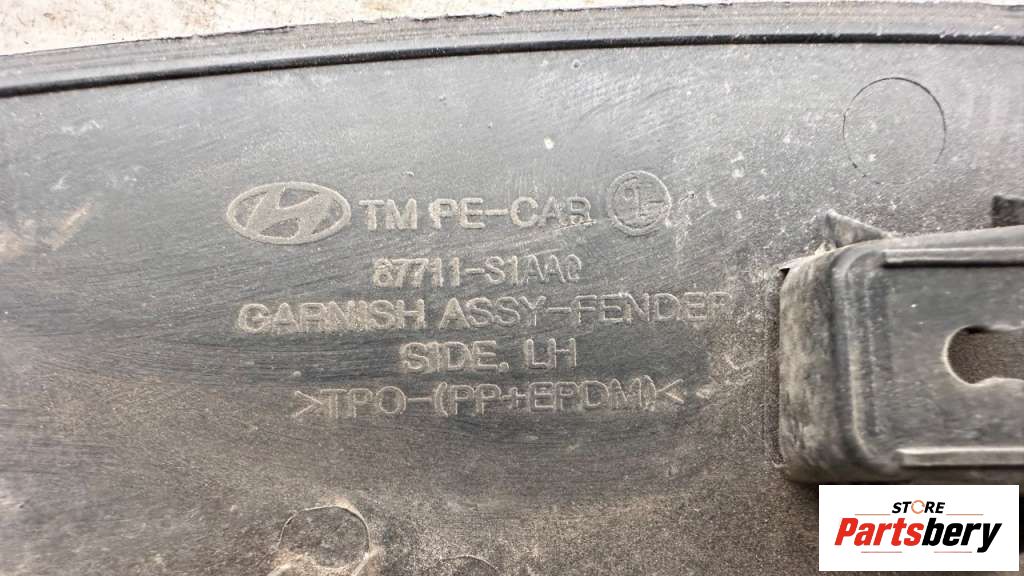 TM PE-CAR
87711-S1AA0
GARNISH ASSY-FENDER
SIDE, LH
>TPO-(PP+EPDM)<
STORE
Partsbery